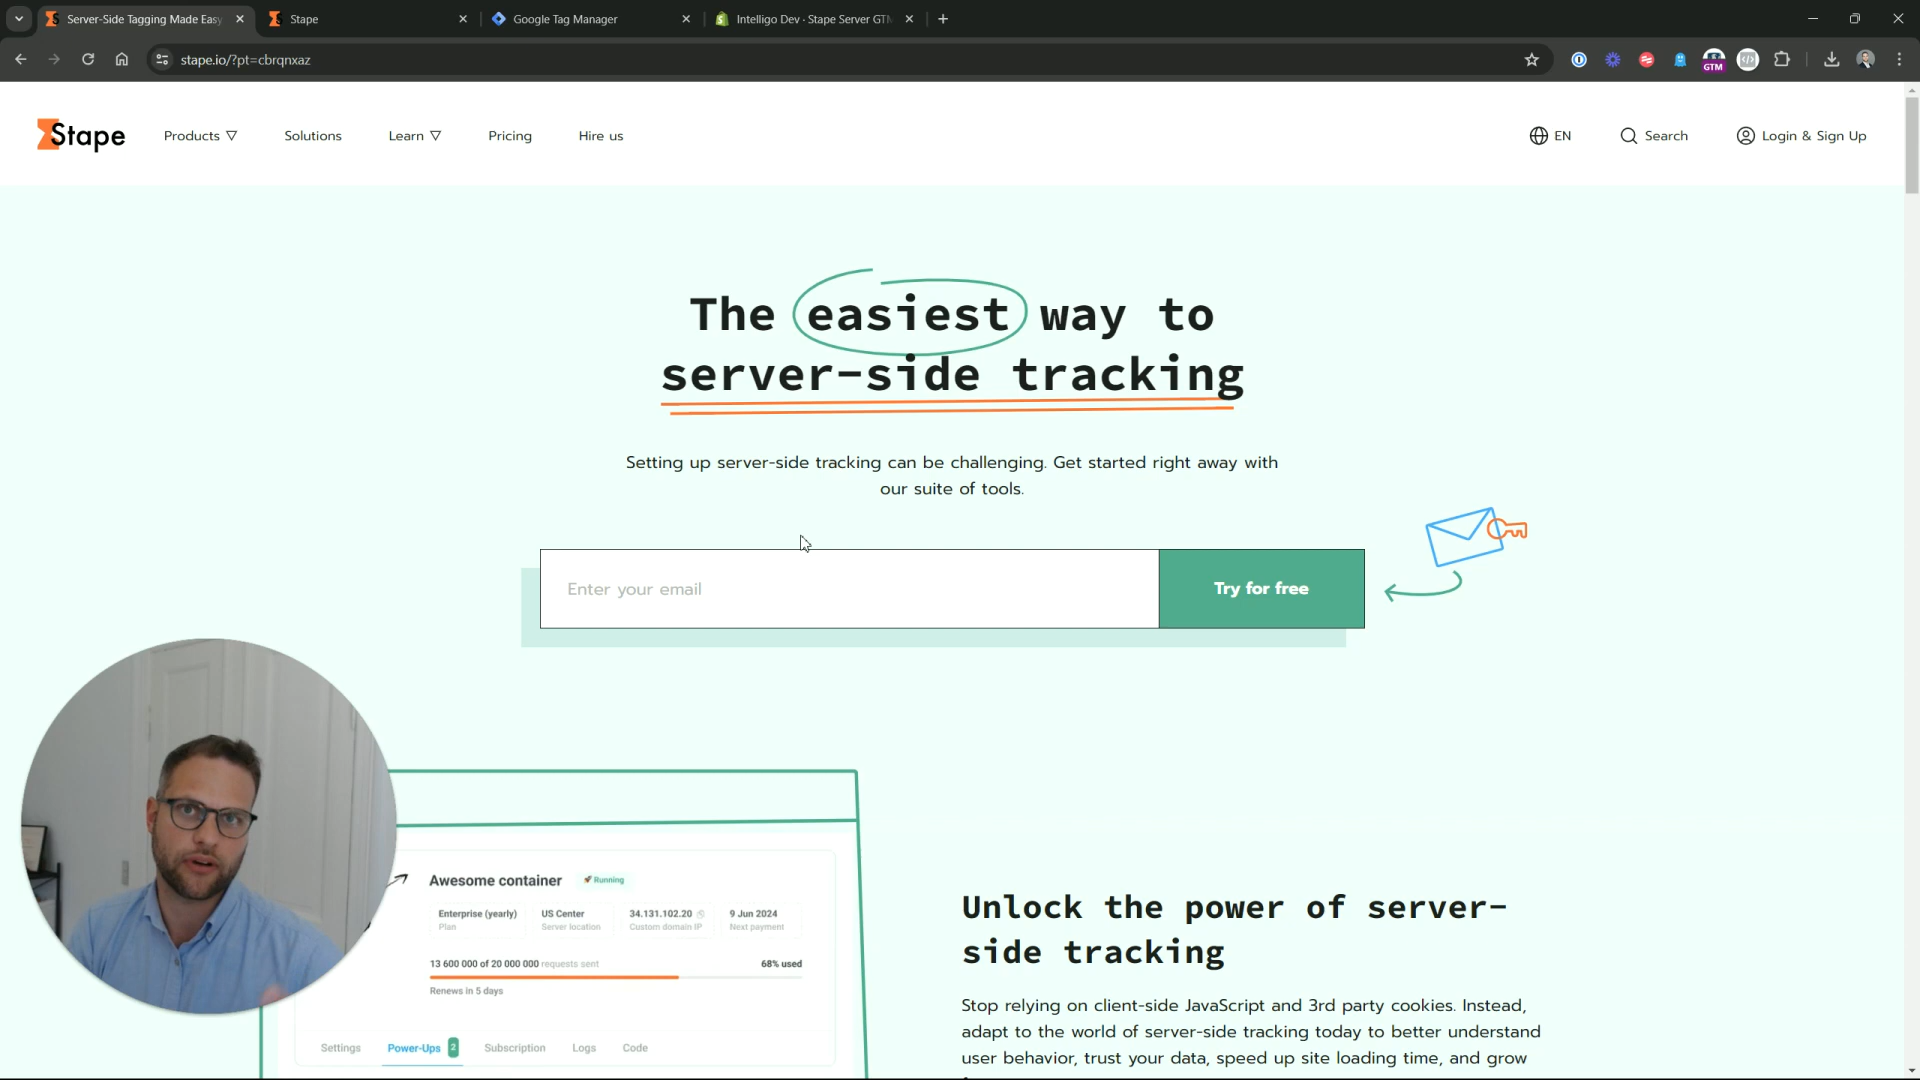 Server-Side Tagging Made Easy
Stape
Google Tag Manager
Intelligo Dev · Stape Server GTM
stape.io/?pt=cbrqnxaz
GTM
Stape
Products
Solutions
Learn
Pricing
Hire us
EN
Search
Login & Sign Up
The easiest way to
server-side tracking
Setting up server-side tracking can be challenging. Get started right away with
our suite of tools.
Enter your email
Try for free
Awesome container
Running
Enterprise (yearly)
Plan
US Center
Server location
34.131.102.20
Custom domain IP
9 Jun 2024
Next payment
13 600 000 of 20 000 000 requests sent
68% used
Renews in 5 days
Settings
Power-Ups 2
Subscription
Logs
Code
Unlock the power of server-
side tracking
Stop relying on client-side JavaScript and 3rd party cookies. Instead,
adapt to the world of server-side tracking today to better understand
user behavior, trust your data, speed up site loading time, and grow